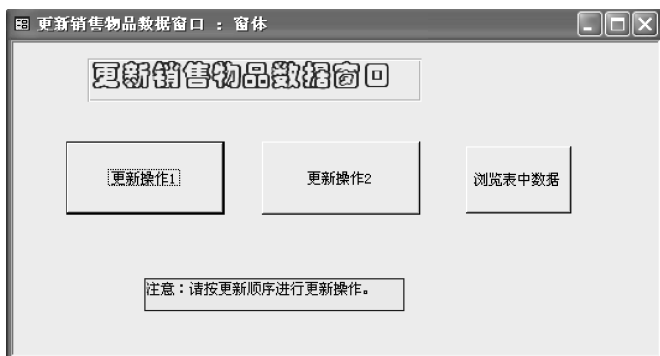 更新销售物品数据窗口 : 窗体
更新销售物品数据窗口
更新操作1 更新操作2 浏览表中数据
注意：请按更新顺序进行更新操作。